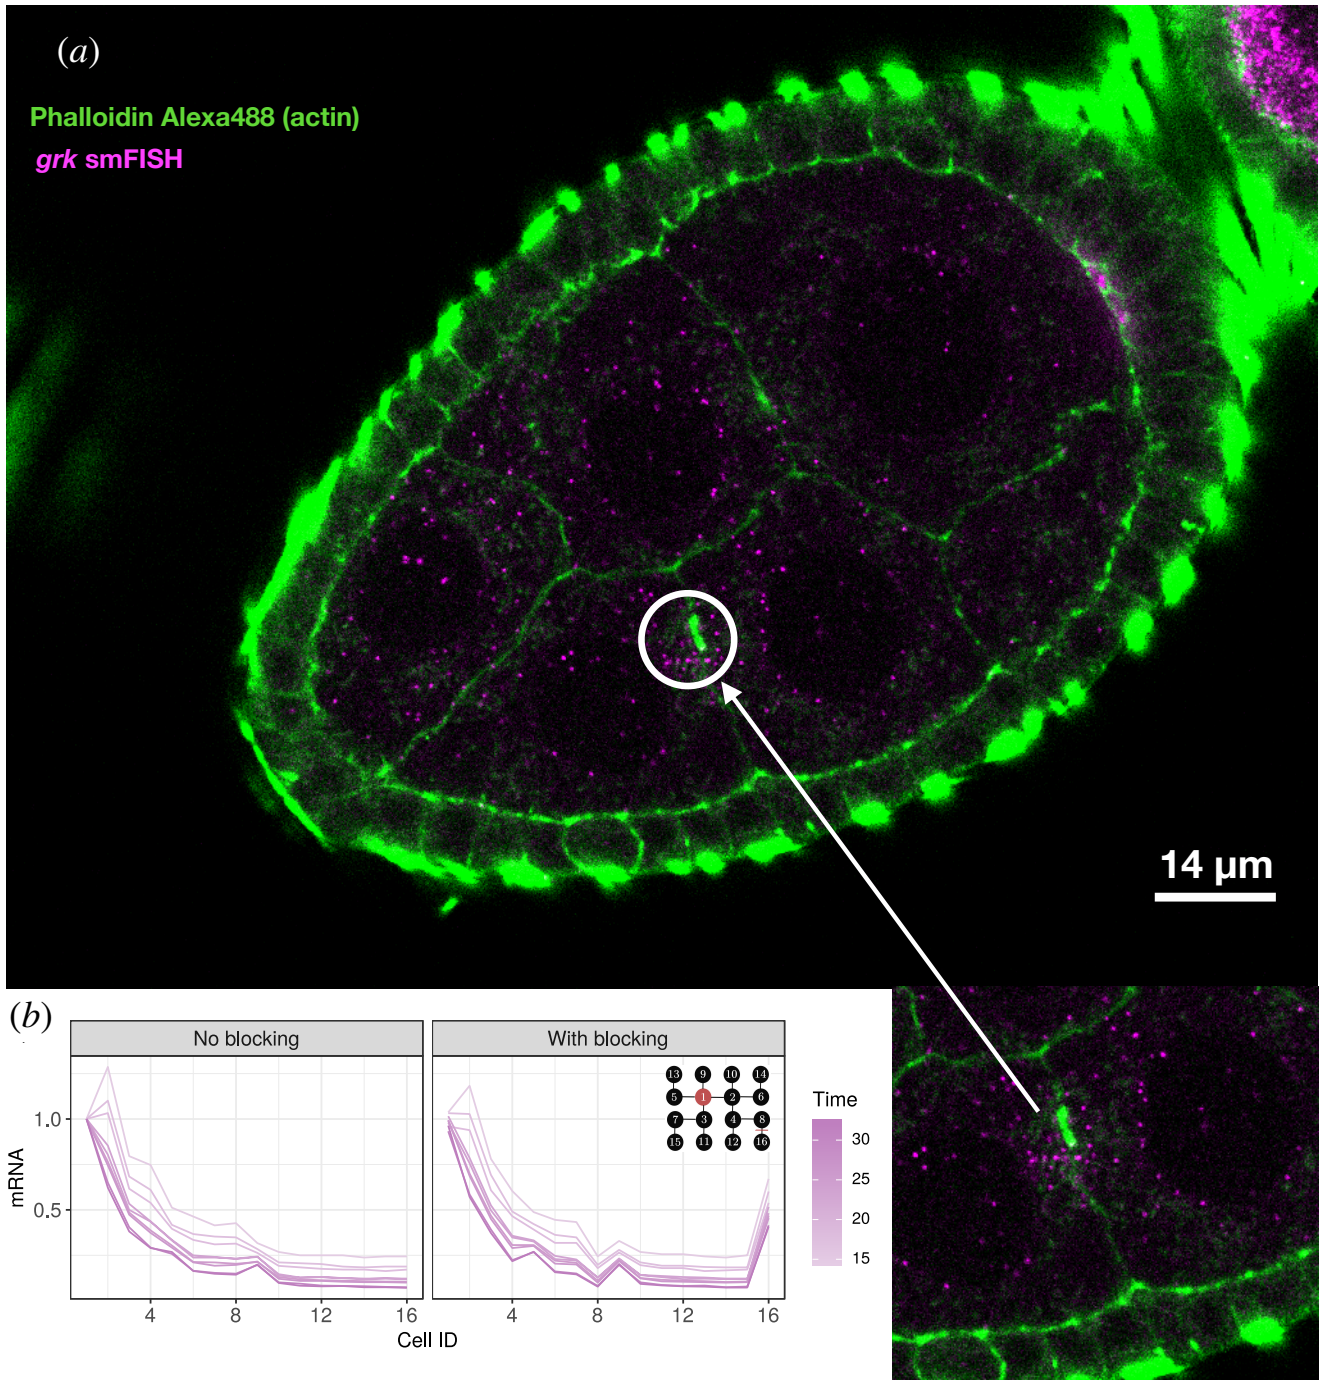 (a)
Phalloidin Alexa488 (actin)
grk smFISH
14 µm
(b)
No blocking
With blocking
13 9 10 14
5 1 2 6
7 3 4 8
15 11 12 16
Time
30
25
20
15
mRNA
1.0
0.5
4 8 12 16
4 8 12 16
Cell ID